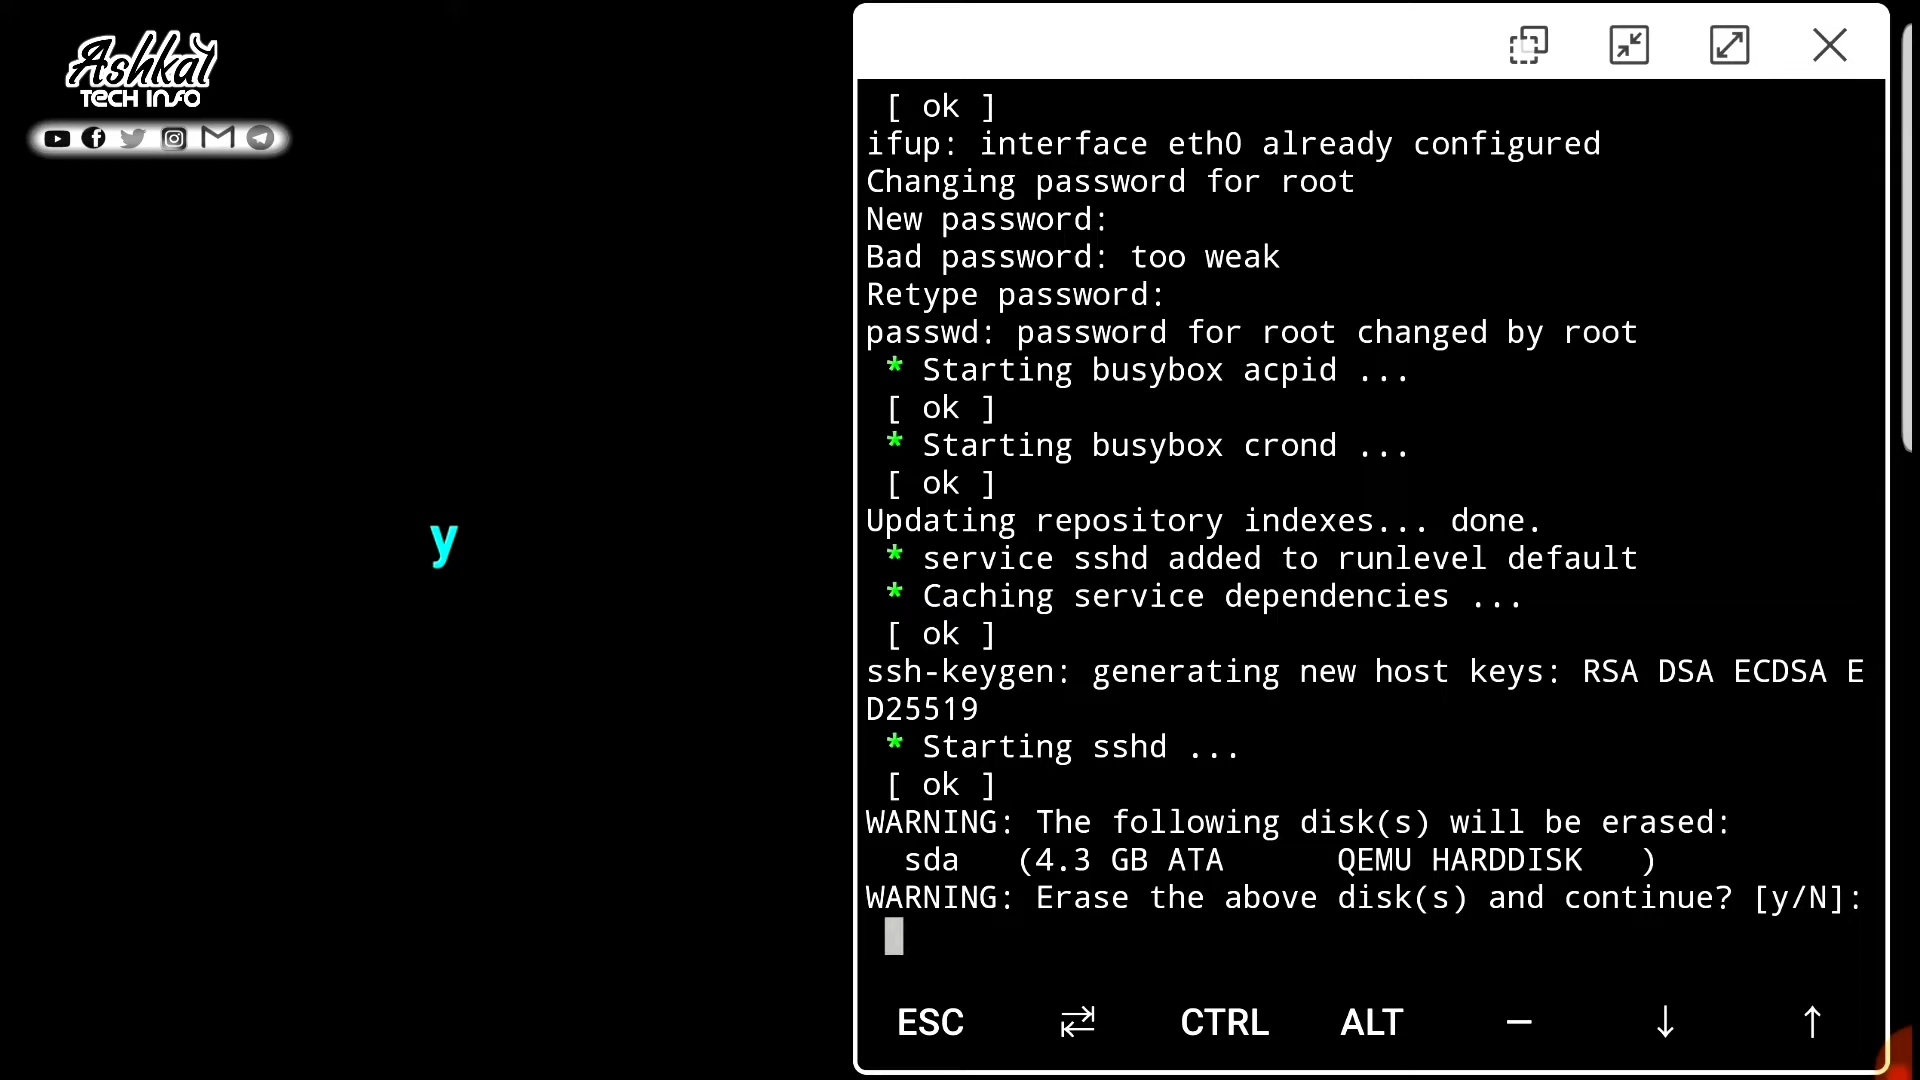 Ashkal
TECH INFO
y
[ ok ]
ifup: interface eth0 already configured
Changing password for root
New password:
Bad password: too weak
Retype password:
passwd: password for root changed by root
* Starting busybox acpid ...
[ ok ]
* Starting busybox crond ...
[ ok ]
Updating repository indexes... done.
* service sshd added to runlevel default
* Caching service dependencies ...
[ ok ]
ssh-keygen: generating new host keys: RSA DSA ECDSA E
D25519
* Starting sshd ...
[ ok ]
WARNING: The following disk(s) will be erased:
sda (4.3 GB ATA QEMU HARDDISK )
WARNING: Erase the above disk(s) and continue? [y/N]:
ESC ⇄ CTRL ALT – ↓ ↑